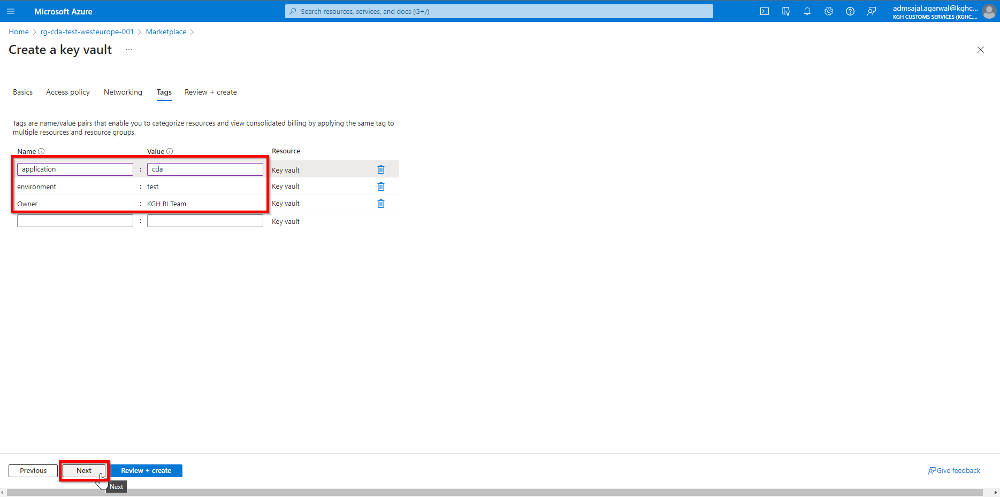 Microsoft Azure
Search resources, services, and docs (G+/)
admsajal.agarwal@kghc...
KGH CUSTOMS SERVICES (KGHC....
Home > rg-cda-test-westeurope-001 > Marketplace >
Create a key vault ...
Basics Access policy Networking Tags Review + create
Tags are name/value pairs that enable you to categorize resources and view consolidated billing by applying the same tag to
multiple resources and resource groups.
Name Value Resource
application : cda Key vault
environment : test Key vault
Owner : KGH BI Team Key vault
: Key vault
Previous Next Review + create Give feedback
Next